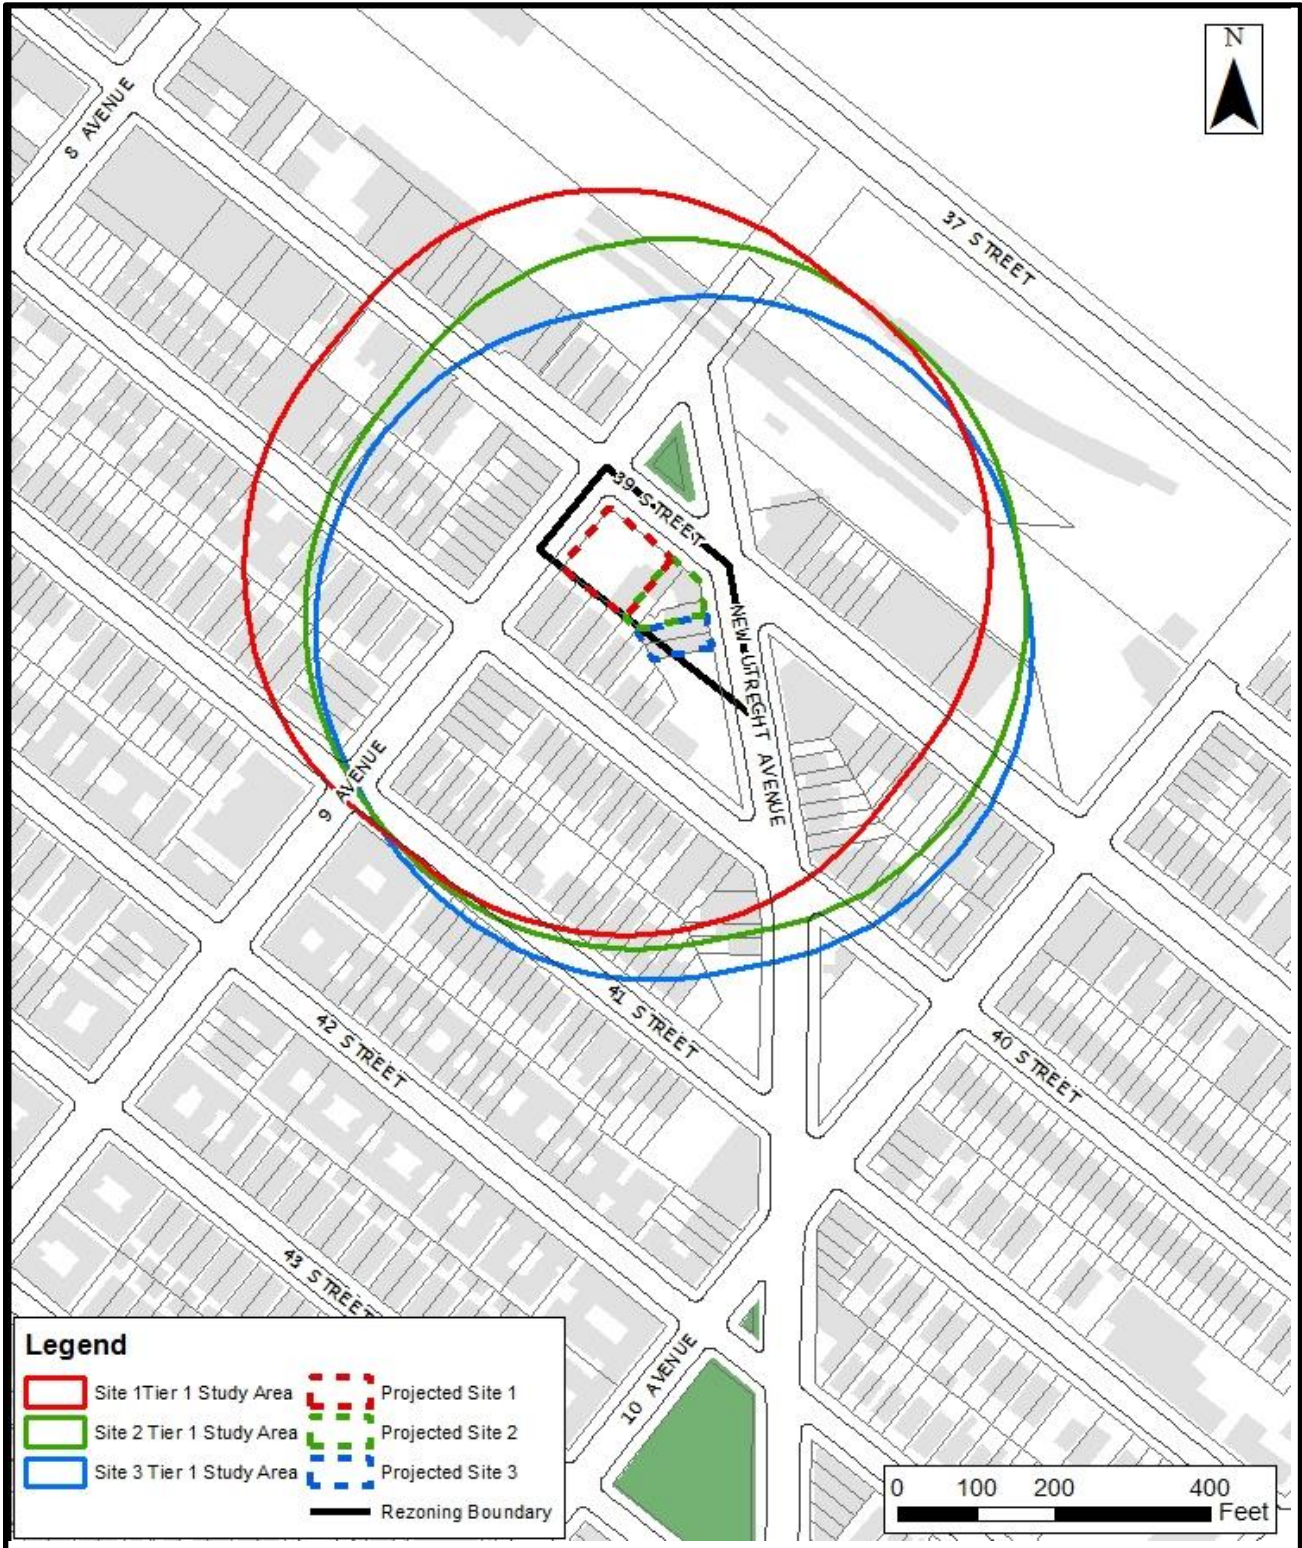 N
8 AVENUE
37 STREET
39 STREET
NEW UTRECHT AVENUE
9 AVENUE
41 STREET
42 STREET
40 STREET
43 STREET
10 AVENUE
Legend
Site 1Tier 1 Study Area
Projected Site 1
Site 2 Tier 1 Study Area
Projected Site 2
Site 3 Tier 1 Study Area
Projected Site 3
Rezoning Boundary
0 100 200 400
Feet